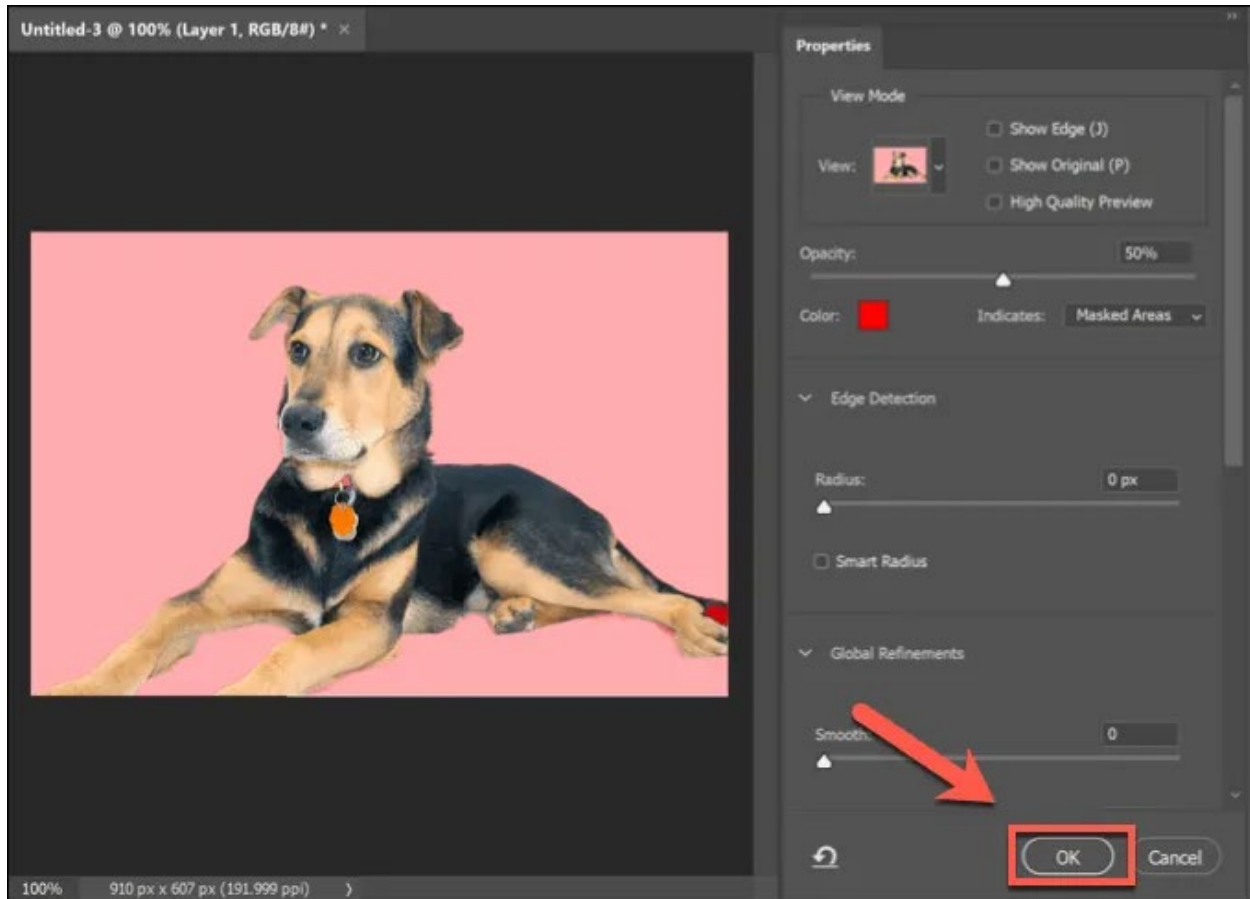 Untitled-3 @ 100% (Layer 1, RGB/8#) * ×
Properties
View Mode
View:
Show Edge (J)
Show Original (P)
High Quality Preview
Opacity: 50%
Color: Indicates: Masked Areas
Edge Detection
Radius: 0 px
Smart Radius
Global Refinements
Smooth: 0
OK Cancel
100% 910 px x 607 px (191.999 ppi)